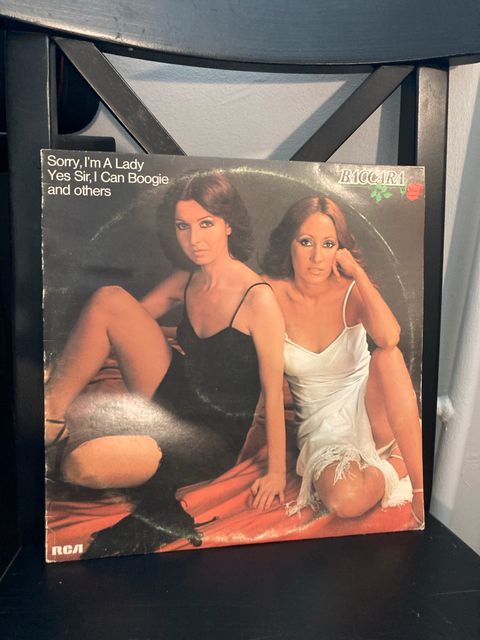 Sorry, I'm A Lady
Yes Sir, I Can Boogie
and others
BACCARA
RCA